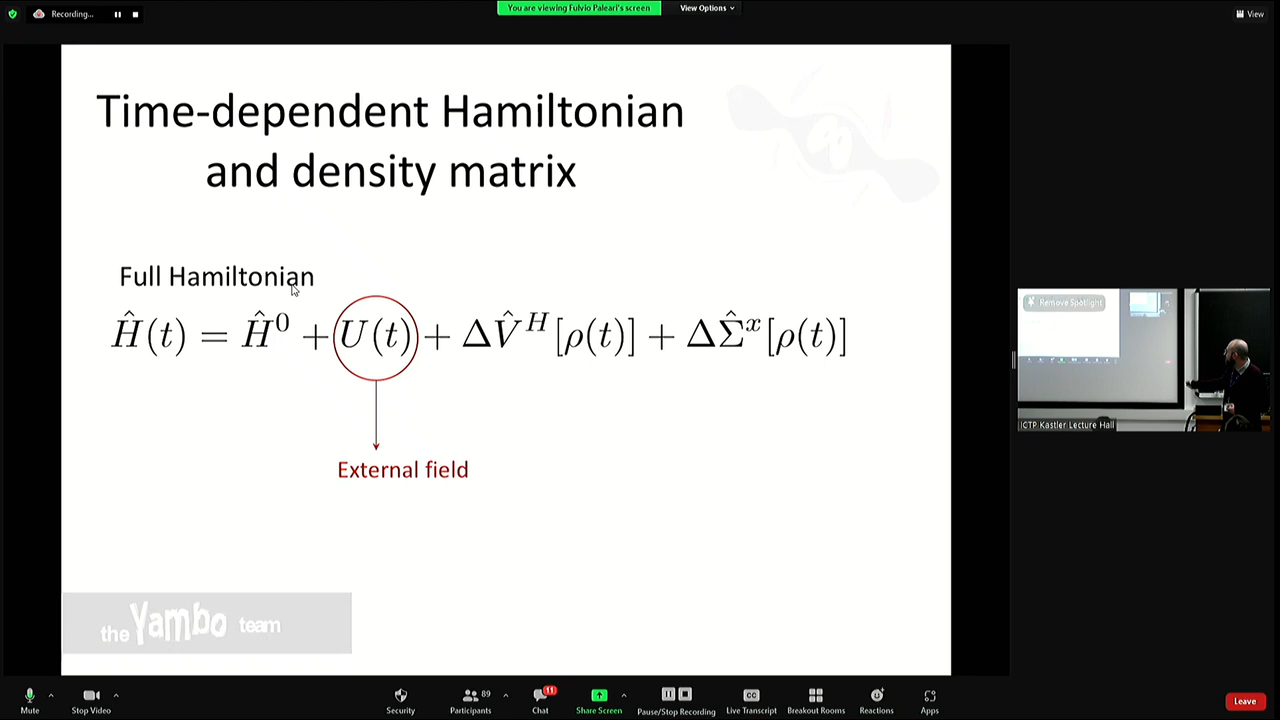 Recording...
You are viewing Fulvio Paleari's screen
View Options
View
Time-dependent Hamiltonian
and density matrix
Full Hamiltonian
Ĥ(t) = Ĥ⁰ + U(t) + ΔV̂ᴴ[ρ(t)] + ΔΣ̂ˣ[ρ(t)]
External field
the Yambo team
Remove Spotlight
ICTP Kastler Lecture Hall
Mute
Stop Video
Security
Participants
89
Chat
11
Share Screen
Pause/Stop Recording
Live Transcript
CC
Breakout Rooms
Reactions
Apps
Leave